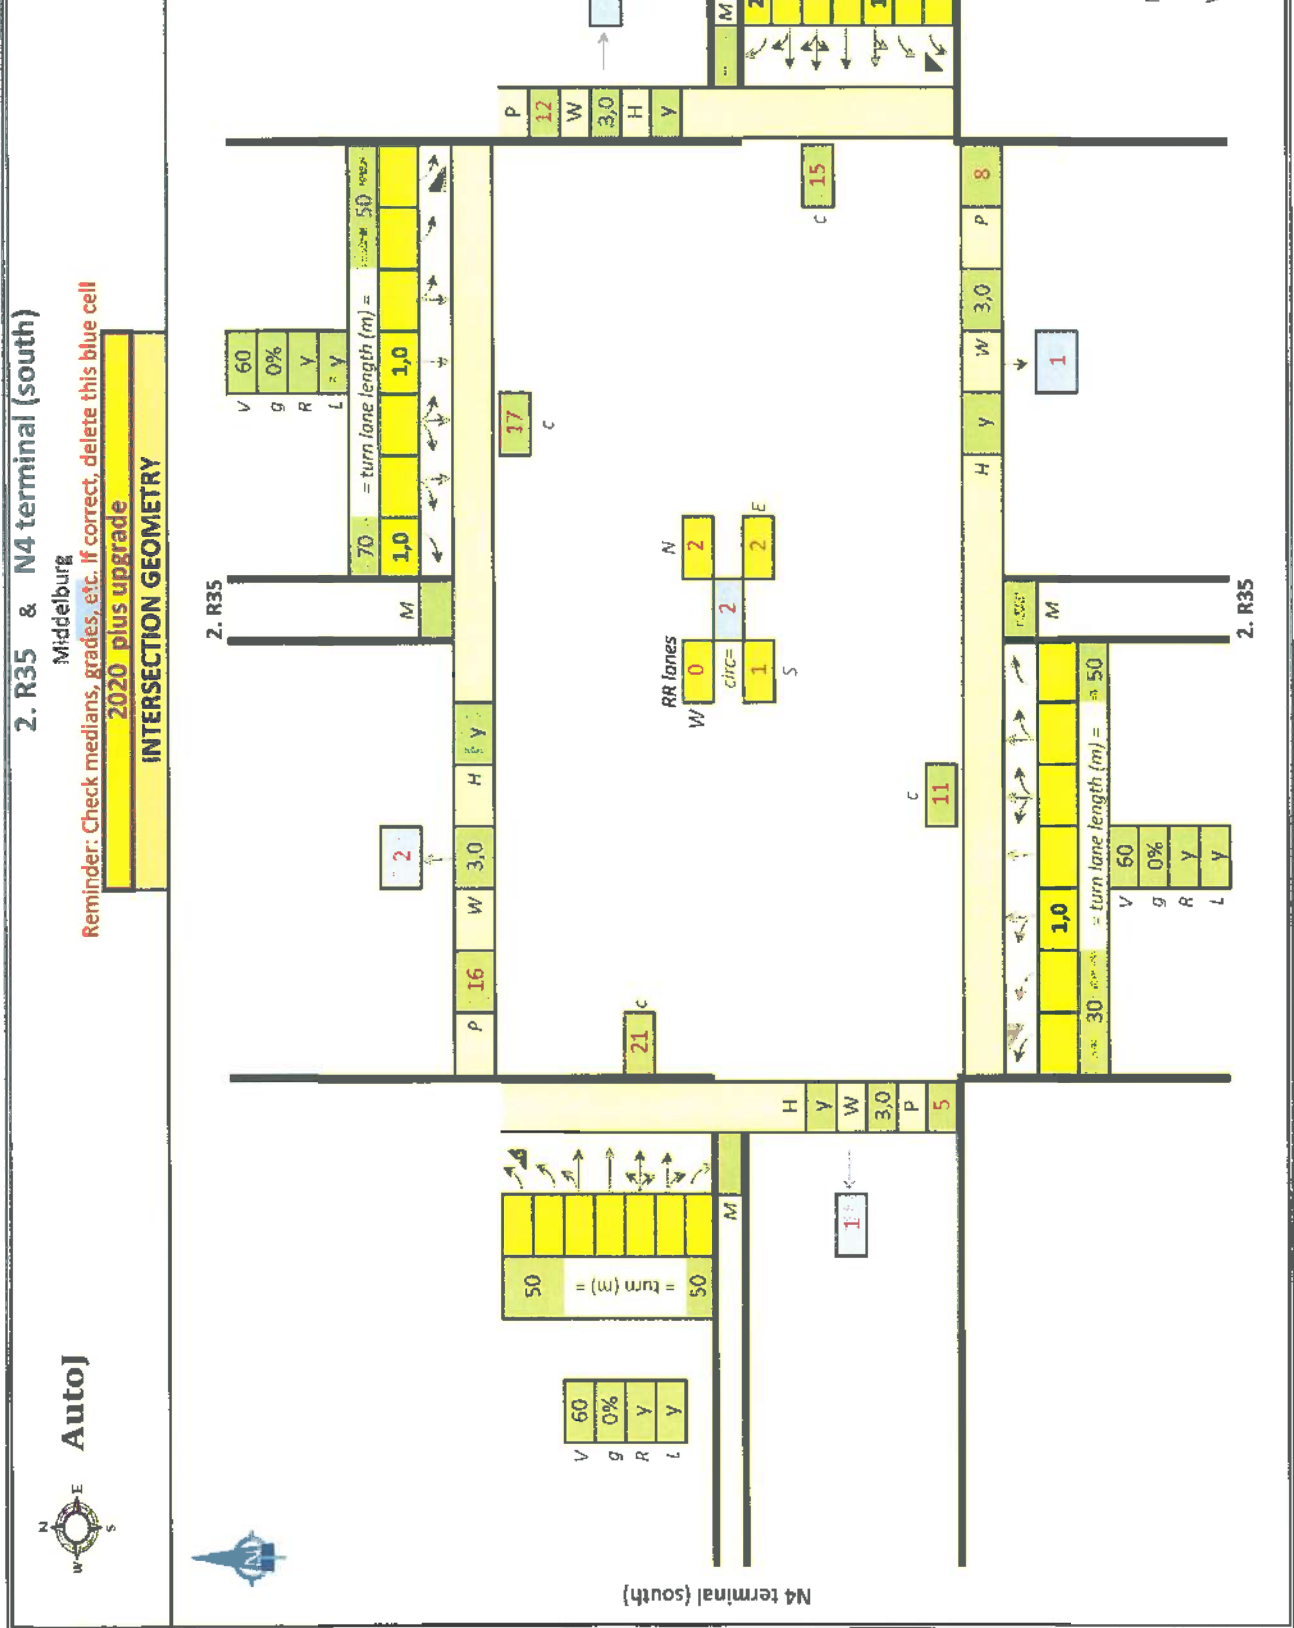 2. R35 & N4 terminal (south)
Middelburg
Reminder: Check medians, grades, etc. If correct, delete this blue cell
2020 plus upgrade
INTERSECTION GEOMETRY
AutoJ
N
W E
S
N
2. R35
V 60
g 0%
R y
L y
70 = turn lane length (m) = 50
1,0 1,0
M
2
P 16 W 3,0 H y
17
C
21 C
P
12
W
3,0
H
y
M
15
C
RR lanes N
W 0 2
circ= 2
1 2 E
S
C
11
50
= turn (m) =
50
V 60
g 0%
R y
L y
M
1
H
y
W
3,0
P
5
H y W 3,0 P 8
1
M
1,0
30 = turn lane length (m) = 50
V 60
g 0%
R y
L y
2. R35
N4 terminal (south)